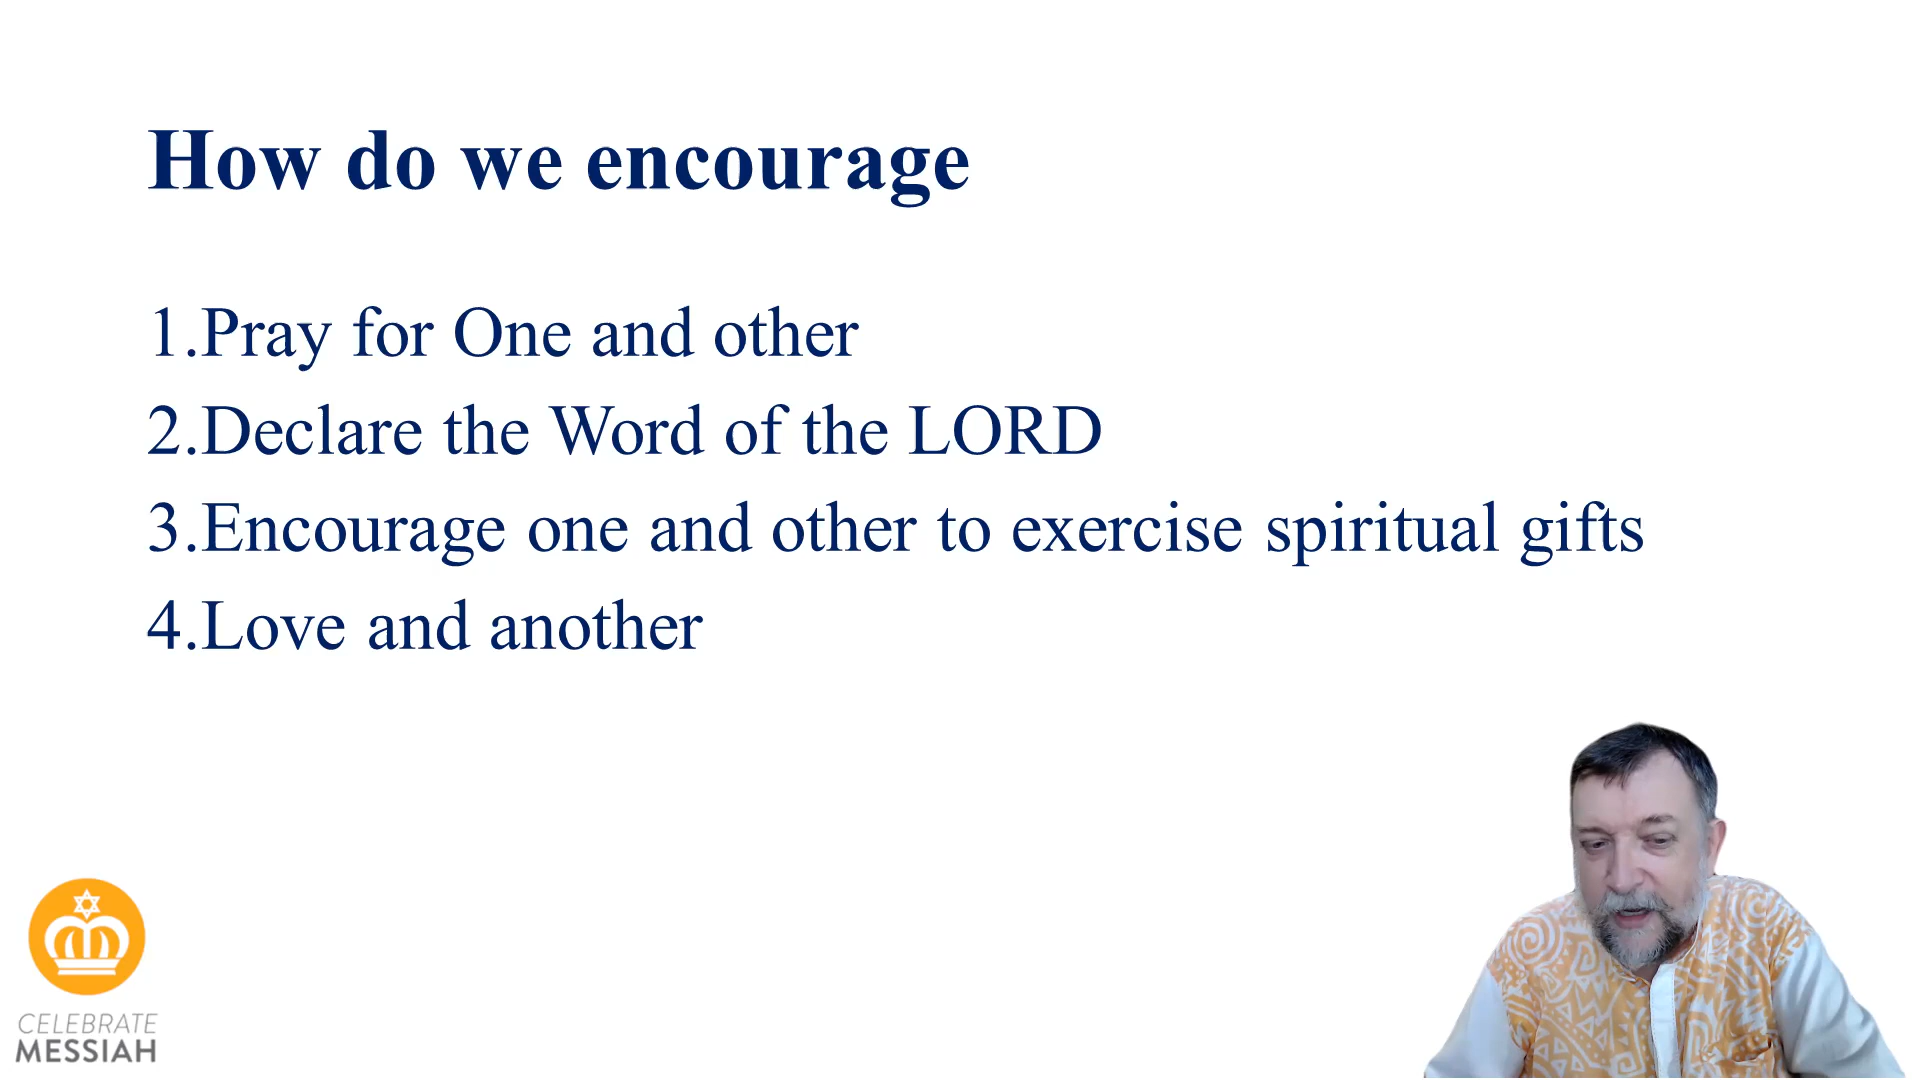 How do we encourage
1.Pray for One and other
2.Declare the Word of the LORD
3.Encourage one and other to exercise spiritual gifts
4.Love and another
CELEBRATE
MESSIAH